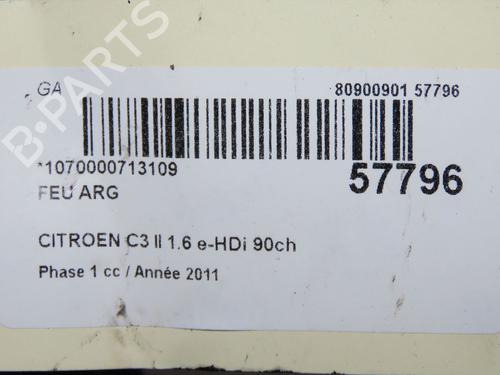 GA 80900901 57796
*1070000713109 57796
FEU ARG
CITROEN C3 II 1.6 e-HDi 90ch
Phase 1 cc / Année 2011
B-PARTS